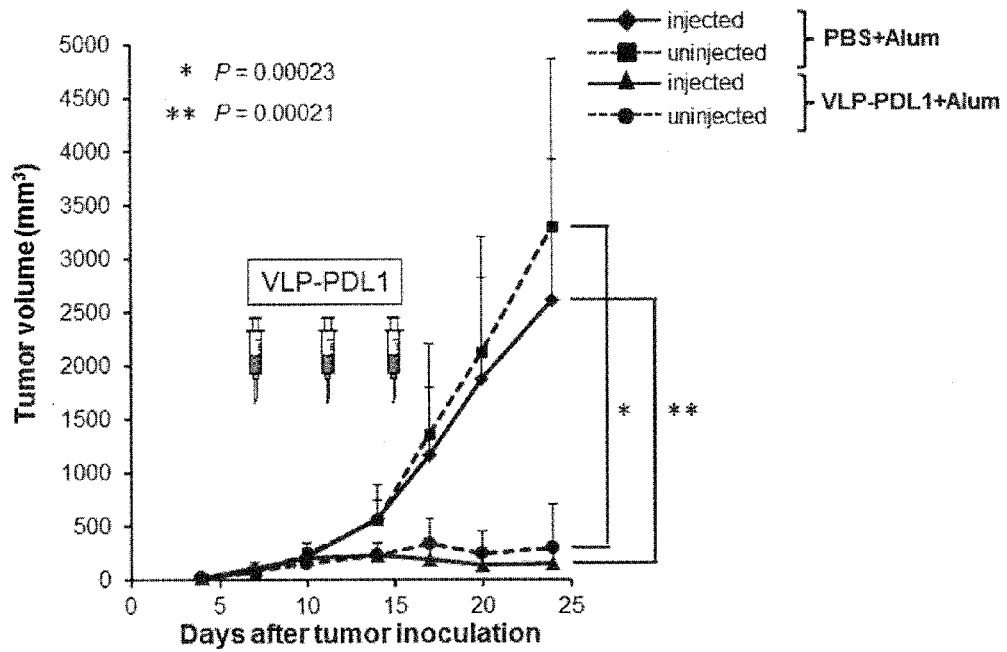 injected
uninjected
PBS+Alum
injected
uninjected
VLP-PDL1+Alum
* P = 0.00023
** P = 0.00021
5000
4500
4000
3500
3000
2500
2000
1500
1000
500
0
Tumor volume (mm³)
VLP-PDL1
* **
0 5 10 15 20 25
Days after tumor inoculation